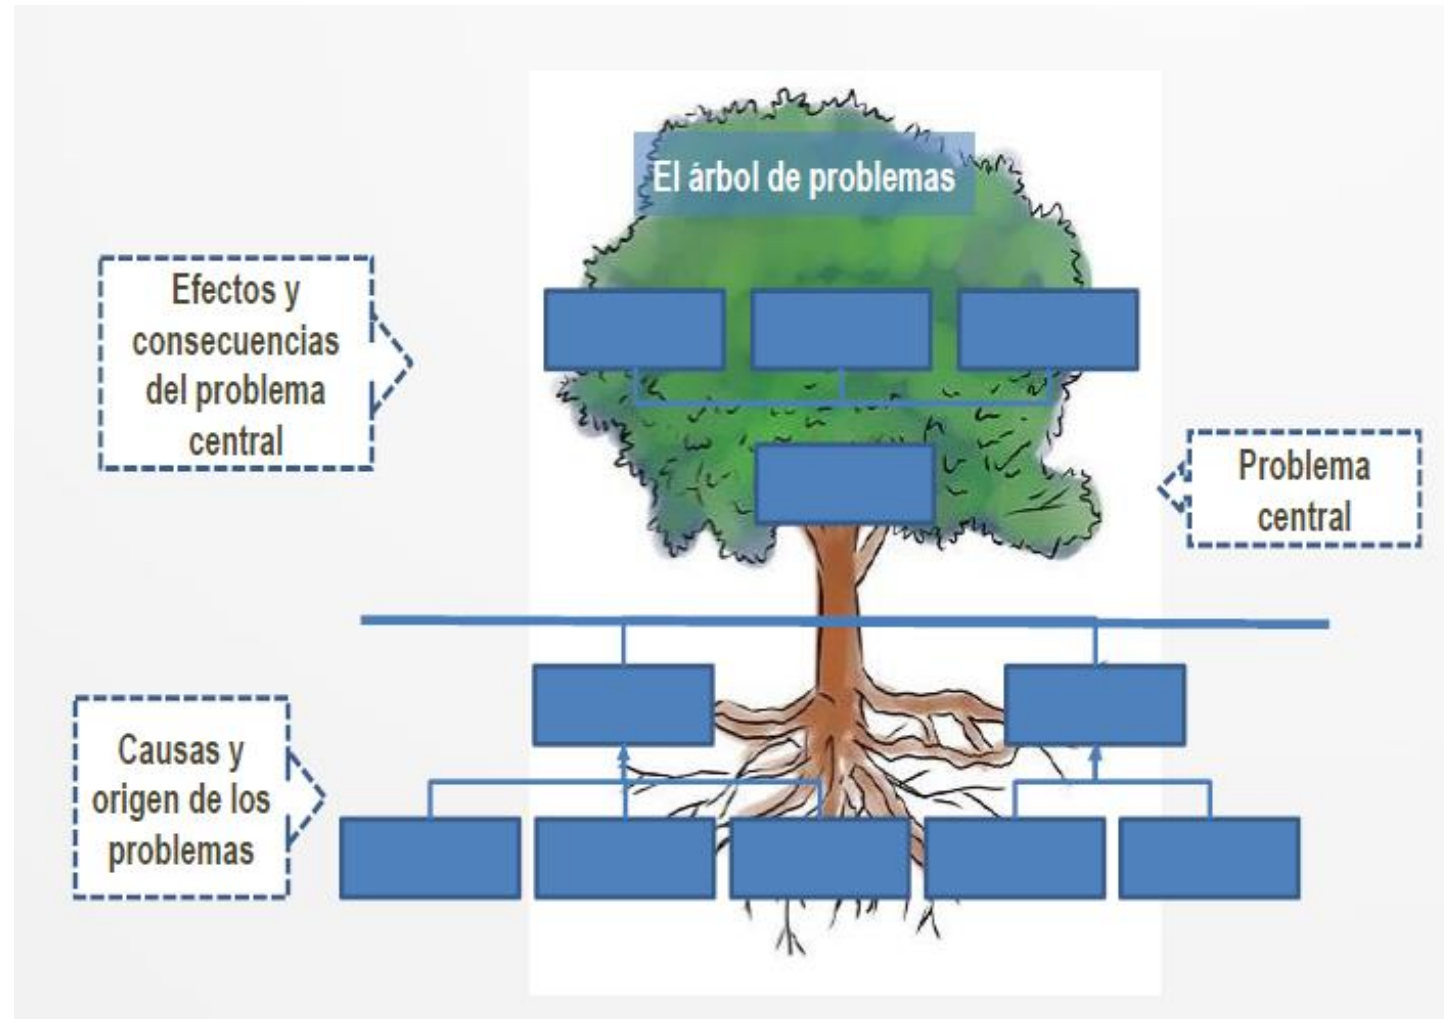 El árbol de problemas
Efectos y
consecuencias
del problema
central
Problema
central
Causas y
origen de los
problemas